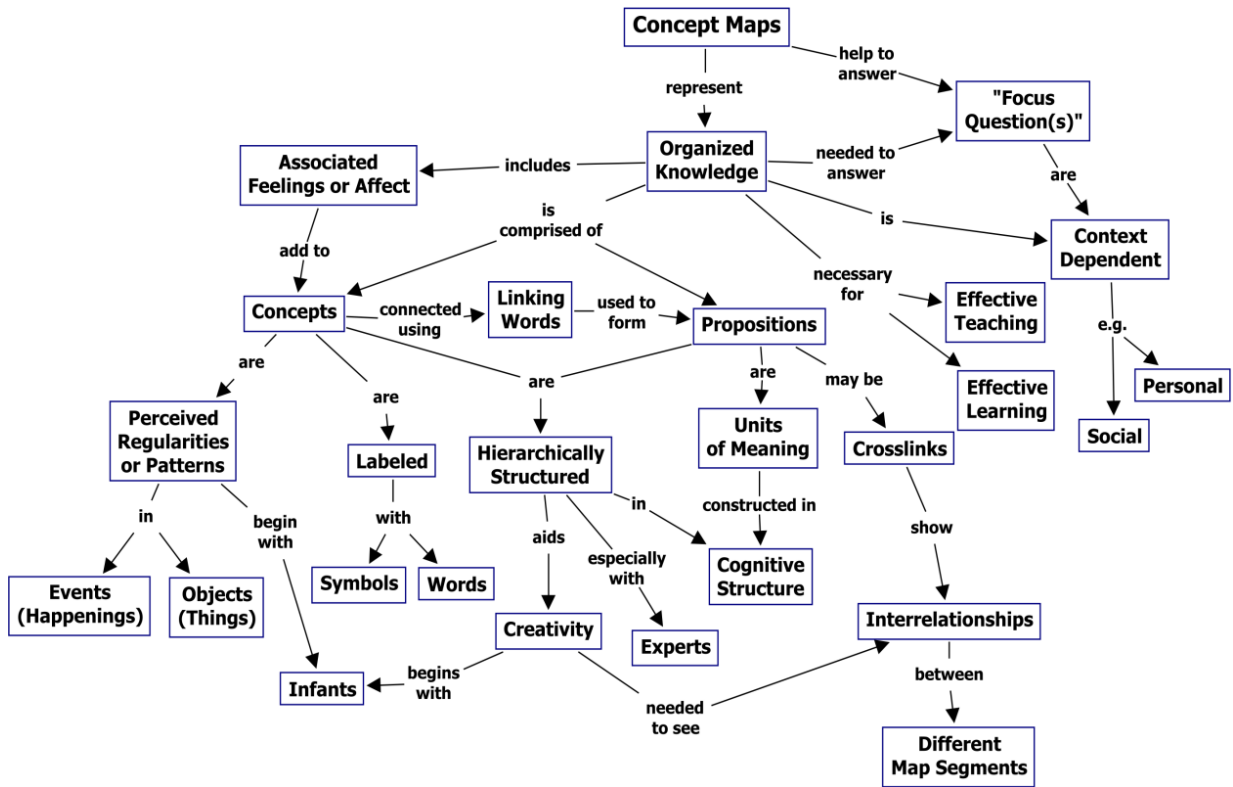 Concept Maps
help to
answer
represent
"Focus
Question(s)"
Organized
Knowledge
needed to
answer
includes
Associated
Feelings or Affect
are
is
comprised of
is
Context
Dependent
add to
necessary
for
Concepts
connected
using
Linking
Words
used to
form
Propositions
Effective
Teaching
e.g.
are
are
are
are
may be
Effective
Learning
Personal
Perceived
Regularities
or Patterns
Labeled
Hierarchically
Structured
Units
of Meaning
Crosslinks
Social
in
begin
with
with
aids
in
constructed in
show
especially
with
Events
(Happenings)
Objects
(Things)
Symbols
Words
Cognitive
Structure
Creativity
Experts
Interrelationships
Infants
begins
with
needed
to see
between
Different
Map Segments